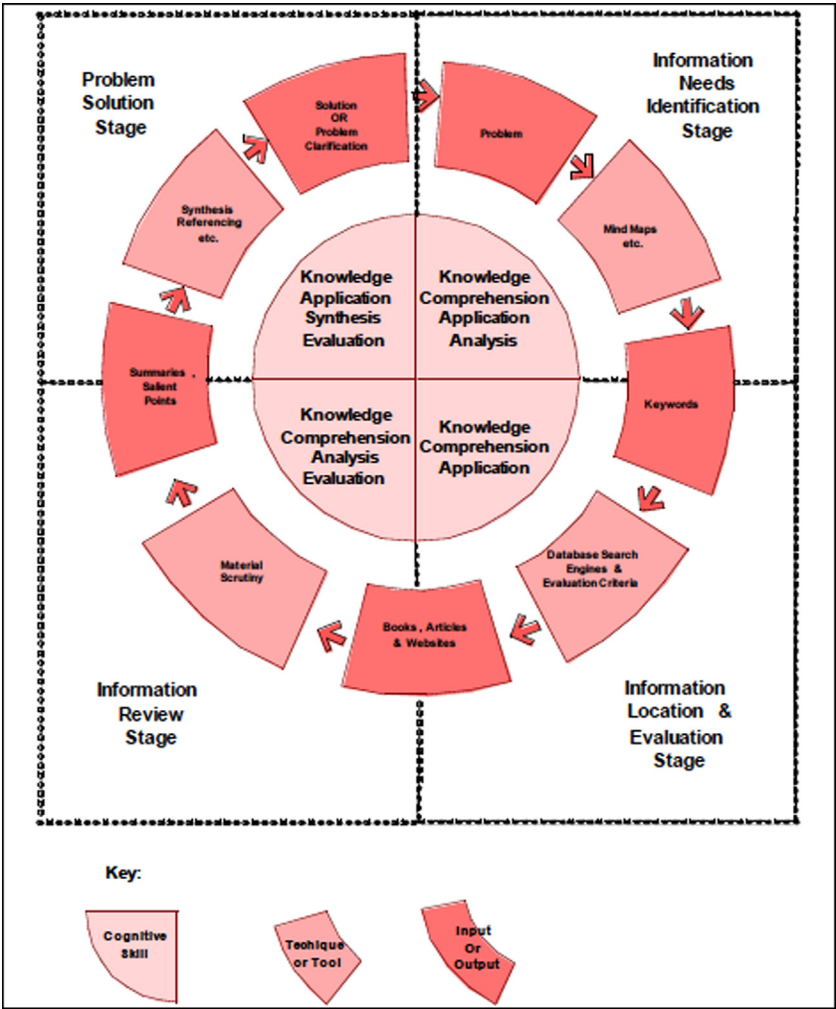 Problem
Solution
Stage
Information
Needs
Identification
Stage
Solution
OR
Problem
Clarification
Problem
Synthesis
Referencing
etc.
Mind Maps
etc.
Knowledge
Application
Synthesis
Evaluation
Knowledge
Comprehension
Application
Analysis
Summaries ,
Salient
Points
Keywords
Knowledge
Comprehension
Analysis
Evaluation
Knowledge
Comprehension
Application
Material
Scrutiny
Database Search
Engines &
Evaluation Criteria
Books , Articles
& Websites
Information
Review
Stage
Information
Location &
Evaluation
Stage
Key:
Cognitive
Skill
Techique
or Tool
Input
Or
Output